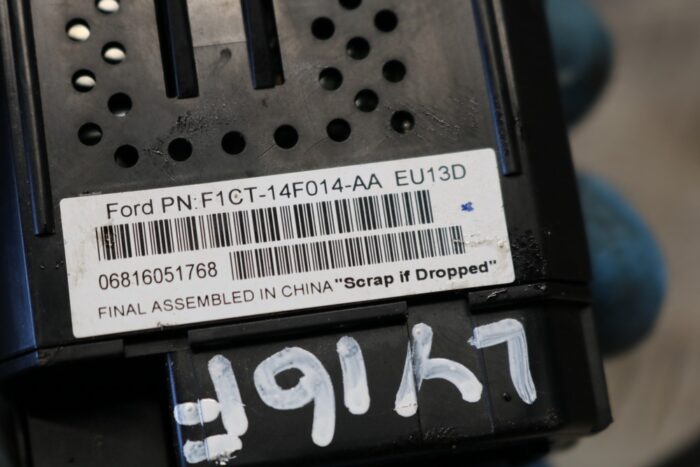 Ford PN:F1CT-14F014-AA EU13D
06816051768
FINAL ASSEMBLED IN CHINA "Scrap if Dropped"